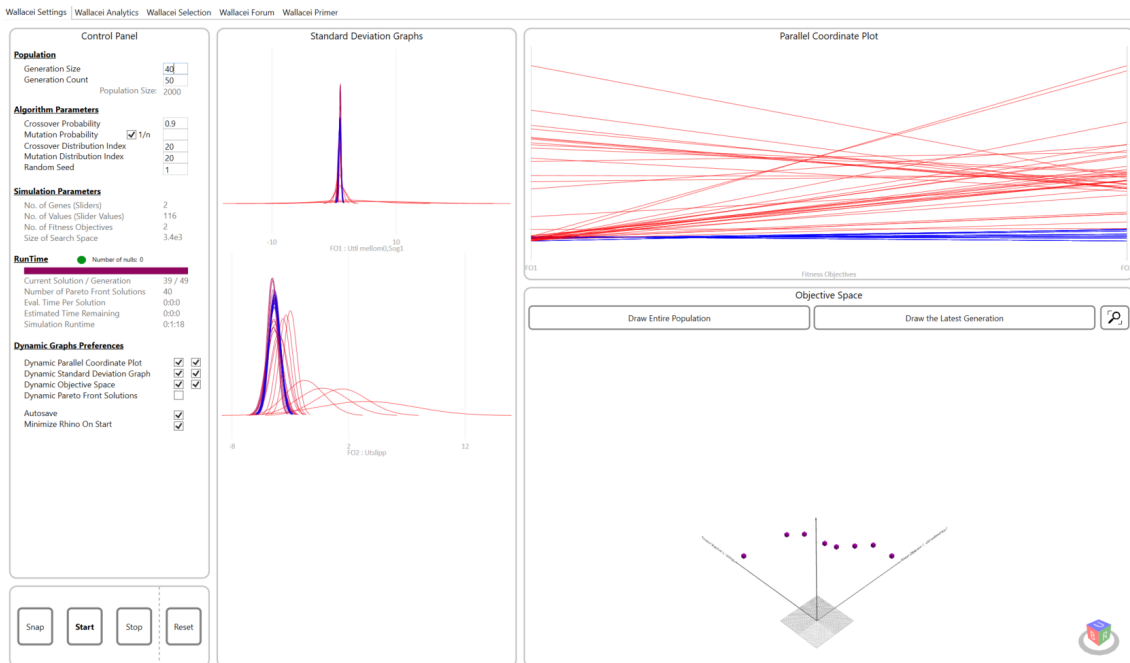 Wallacei Settings Wallacei Analytics Wallacei Selection Wallacei Forum Wallacei Primer
Control Panel
Population
Generation Size 40
Generation Count 50
Population Size: 2000
Algorithm Parameters
Crossover Probability 0.9
Mutation Probability 1/n
Crossover Distribution Index 20
Mutation Distribution Index 20
Random Seed 1
Simulation Parameters
No. of Genes (Sliders) 2
No. of Values (Slider Values) 116
No. of Fitness Objectives 2
Size of Search Space 3.4e3
RunTime Number of nulls: 0
Current Solution / Generation 39 / 49
Number of Pareto Front Solutions 40
Eval. Time Per Solution 0:0:0
Estimated Time Remaining 0:0:0
Simulation Runtime 0:1:18
Dynamic Graphs Preferences
Dynamic Parallel Coordinate Plot
Dynamic Standard Deviation Graph
Dynamic Objective Space
Dynamic Pareto Front Solutions
Autosave
Minimize Rhino On Start
Snap Start Stop Reset
Standard Deviation Graphs
-10 10
-8 2 12
FO2 : Utslipp
Parallel Coordinate Plot
FO1 FO
Fitness Objectives
Objective Space
Draw Entire Population Draw the Latest Generation